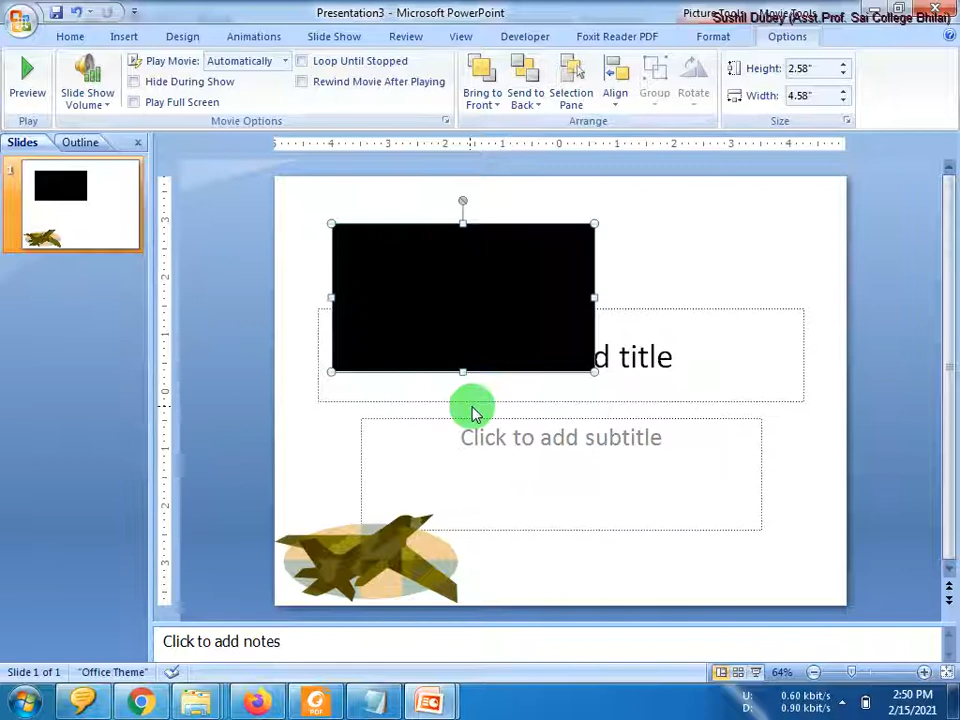 Presentation3 - Microsoft PowerPoint
Sushil Dubey (Asst.Prof. Sai College Bhilai)
Home Insert Design Animations Slide Show Review View Developer Foxit Reader PDF Format Options
Preview
Play
Slide Show Volume
Play Movie: Automatically
Hide During Show
Play Full Screen
Loop Until Stopped
Rewind Movie After Playing
Movie Options
Bring to Front
Send to Back
Selection Pane
Align
Group
Rotate
Arrange
Height: 2.58"
Width: 4.58"
Size
Slides Outline
1
d title
Click to add subtitle
Click to add notes
Slide 1 of 1 "Office Theme" 64%
PDF
U: 0.60 kbit/s
D: 0.90 kbit/s
2:50 PM
2/15/2021